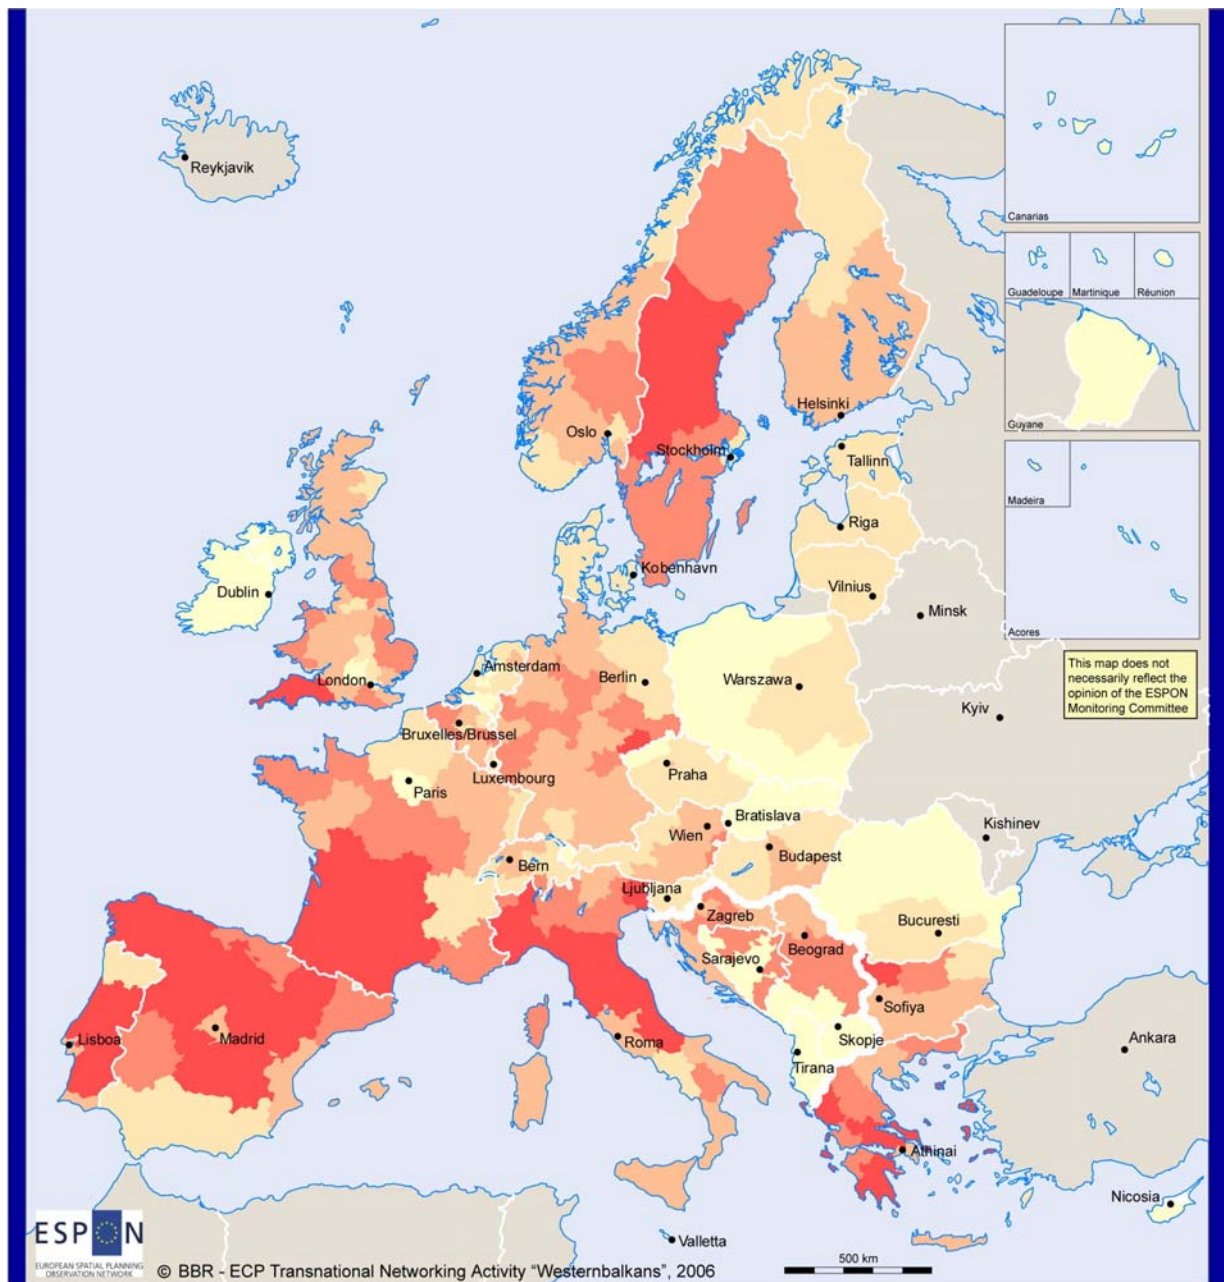 Reykjavik
Canarias
Guadeloupe
Martinique
Réunion
Guyane
Madeira
Acores
Helsinki
Oslo
Stockholm
Tallinn
Riga
Kobenhavn
Vilnius
Dublin
Minsk
This map does not
necessarily reflect the
opinion of the ESPON
Monitoring Committee
London
Amsterdam
Berlin
Warszawa
Kyiv
Bruxelles/Brussel
Luxembourg
Praha
Paris
Bratislava
Wien
Kishinev
Budapest
Bern
Ljubljana
Zagreb
Bucuresti
Beograd
Sarajevo
Sofiya
Lisboa
Madrid
Roma
Skopje
Tirana
Ankara
Athinai
Nicosia
Valletta
500 km
ESPON
EUROPEAN SPATIAL PLANNING
OBSERVATION NETWORK
© BBR - ECP Transnational Networking Activity "Westernbalkans", 2006